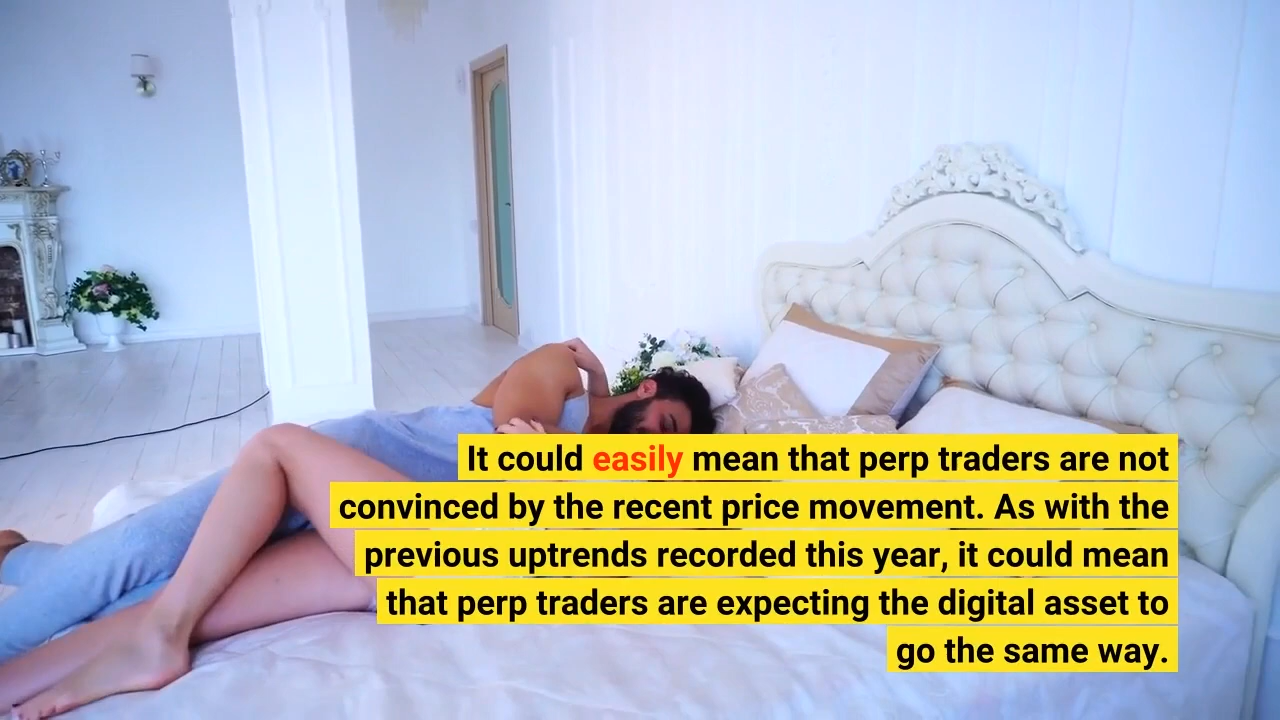 It could easily mean that perp traders are not
convinced by the recent price movement. As with the
previous uptrends recorded this year, it could mean
that perp traders are expecting the digital asset to
go the same way.